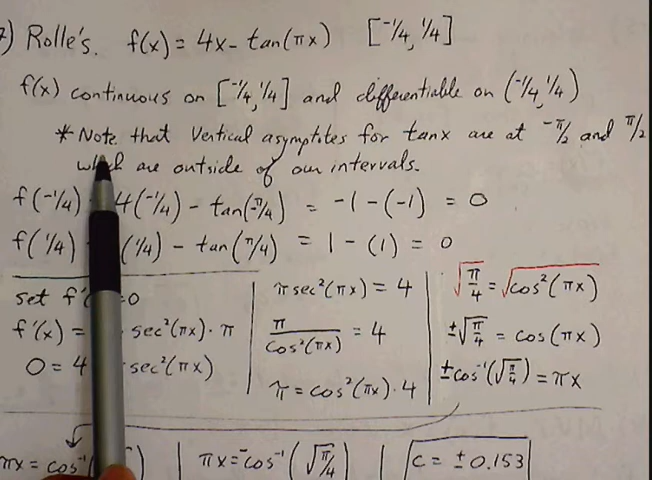 7) Rolle's. f(x) = 4x - tan(πx) [-1/4, 1/4]
f(x) continuous on [-1/4, 1/4] and differentiable on (-1/4, 1/4)
* Note that Vertical asymptotes for tanx are at -π/2 and π/2
which are outside of our intervals.
f(-1/4) 4(-1/4) - tan(-π/4) = -1 - (-1) = 0
f(1/4) (1/4) - tan(π/4) = 1 - (1) = 0
set f'( =0
f'(x) = · sec²(πx) · π
0 = 4 sec²(πx)
π sec²(πx) = 4
π/cos²(πx) = 4
π = cos²(πx) · 4
√π/4 = √cos²(πx)
±√π/4 = cos(πx)
±cos⁻¹(√π/4) = πx
πx = cos⁻¹(
πx = -cos⁻¹(√π/4)
c = ± 0.153